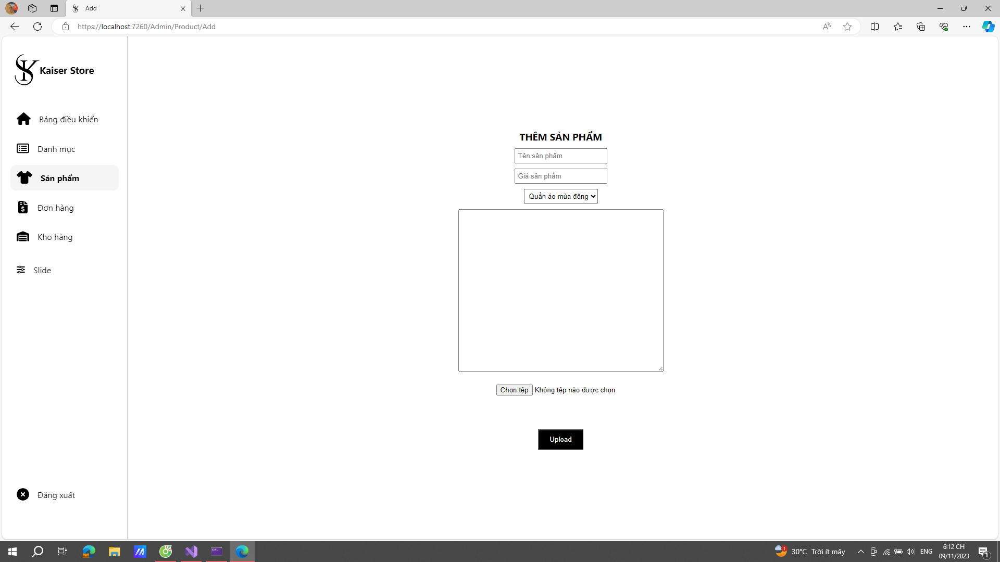 Add
https://localhost:7260/Admin/Product/Add
Kaiser Store
Bảng điều khiển
Danh mục
Sản phẩm
Đơn hàng
Kho hàng
Slide
Đăng xuất
THÊM SẢN PHẨM
Tên sản phẩm
Giá sản phẩm
Quần áo mùa đông
Chọn tệp Không tệp nào được chọn
Upload
1 30°C Trời ít mây
ENG
6:12 CH
09/11/2023
1